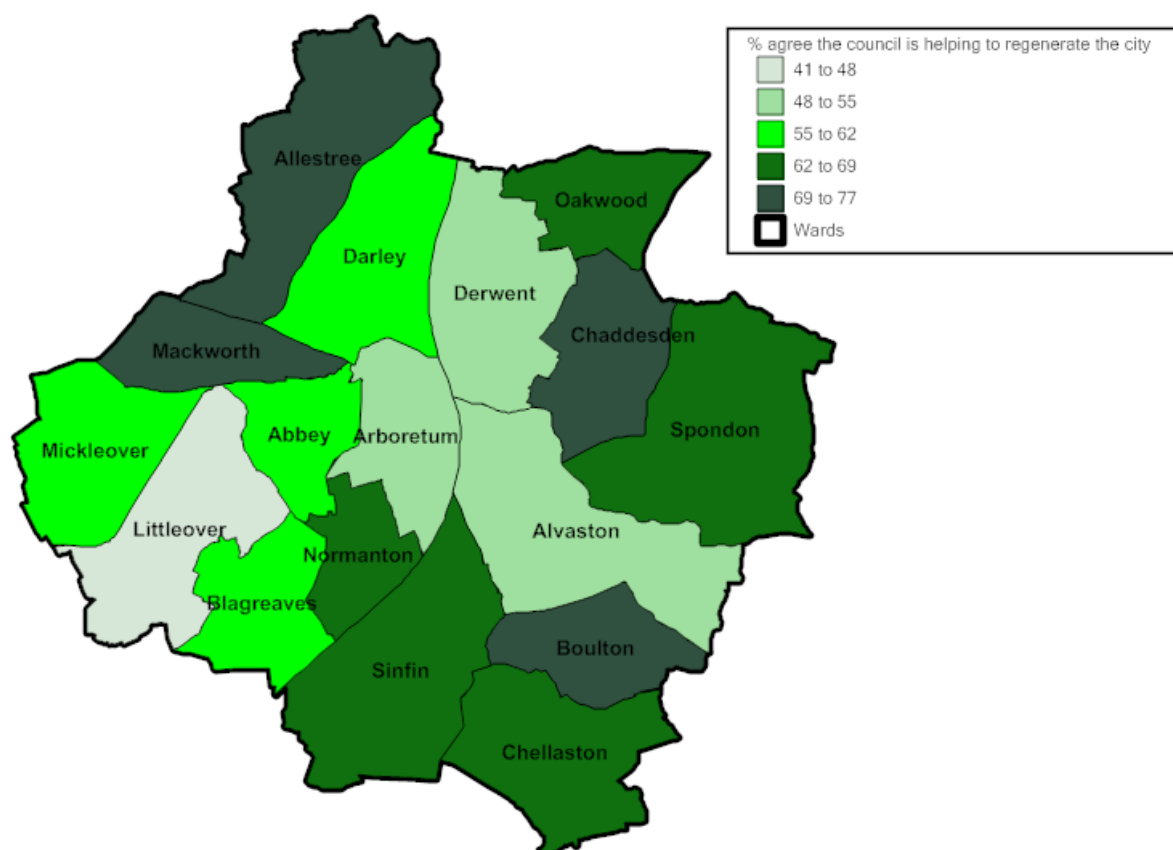 % agree the council is helping to regenerate the city
41 to 48
48 to 55
55 to 62
62 to 69
69 to 77
Wards
Allestree
Oakwood
Darley
Derwent
Chaddesden
Mackworth
Spondon
Abbey
Arboretum
Mickleover
Littleover
Alvaston
Normanton
Blagreaves
Boulton
Sinfin
Chellaston